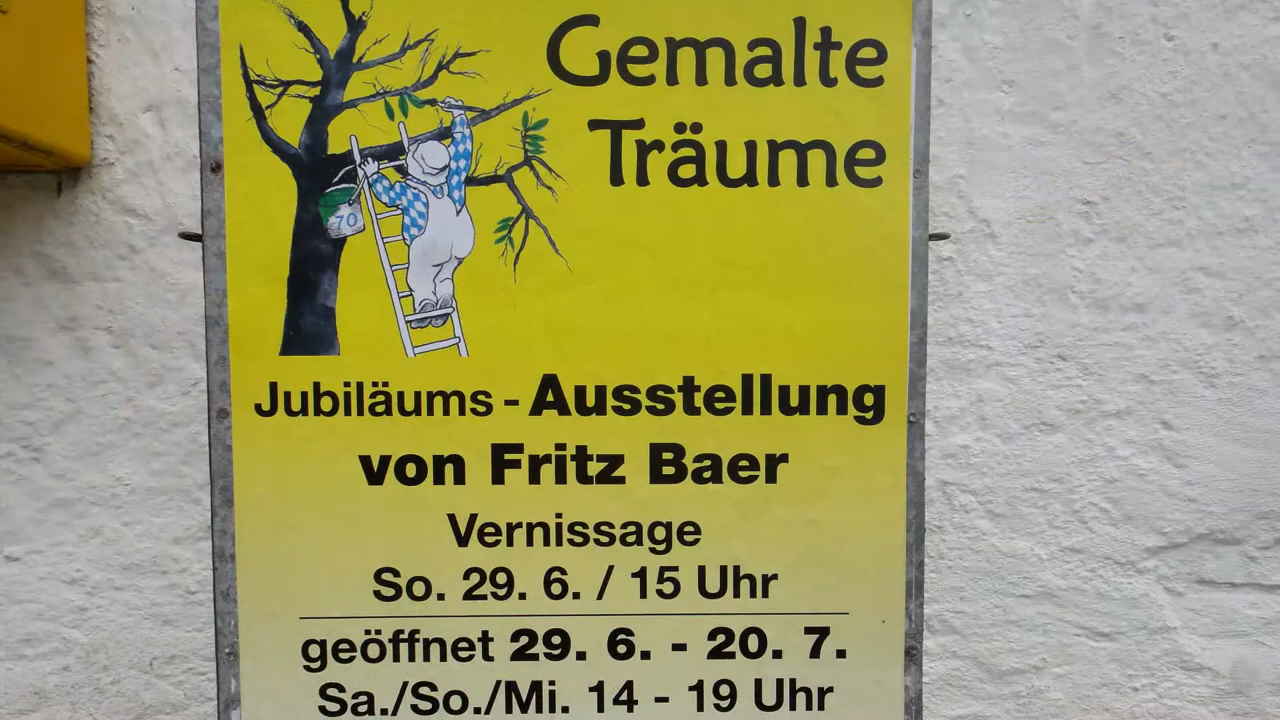 Gemalte
Träume
70
Jubiläums - Ausstellung
von Fritz Baer
Vernissage
So. 29. 6. / 15 Uhr
geöffnet 29. 6. - 20. 7.
Sa./So./Mi. 14 - 19 Uhr